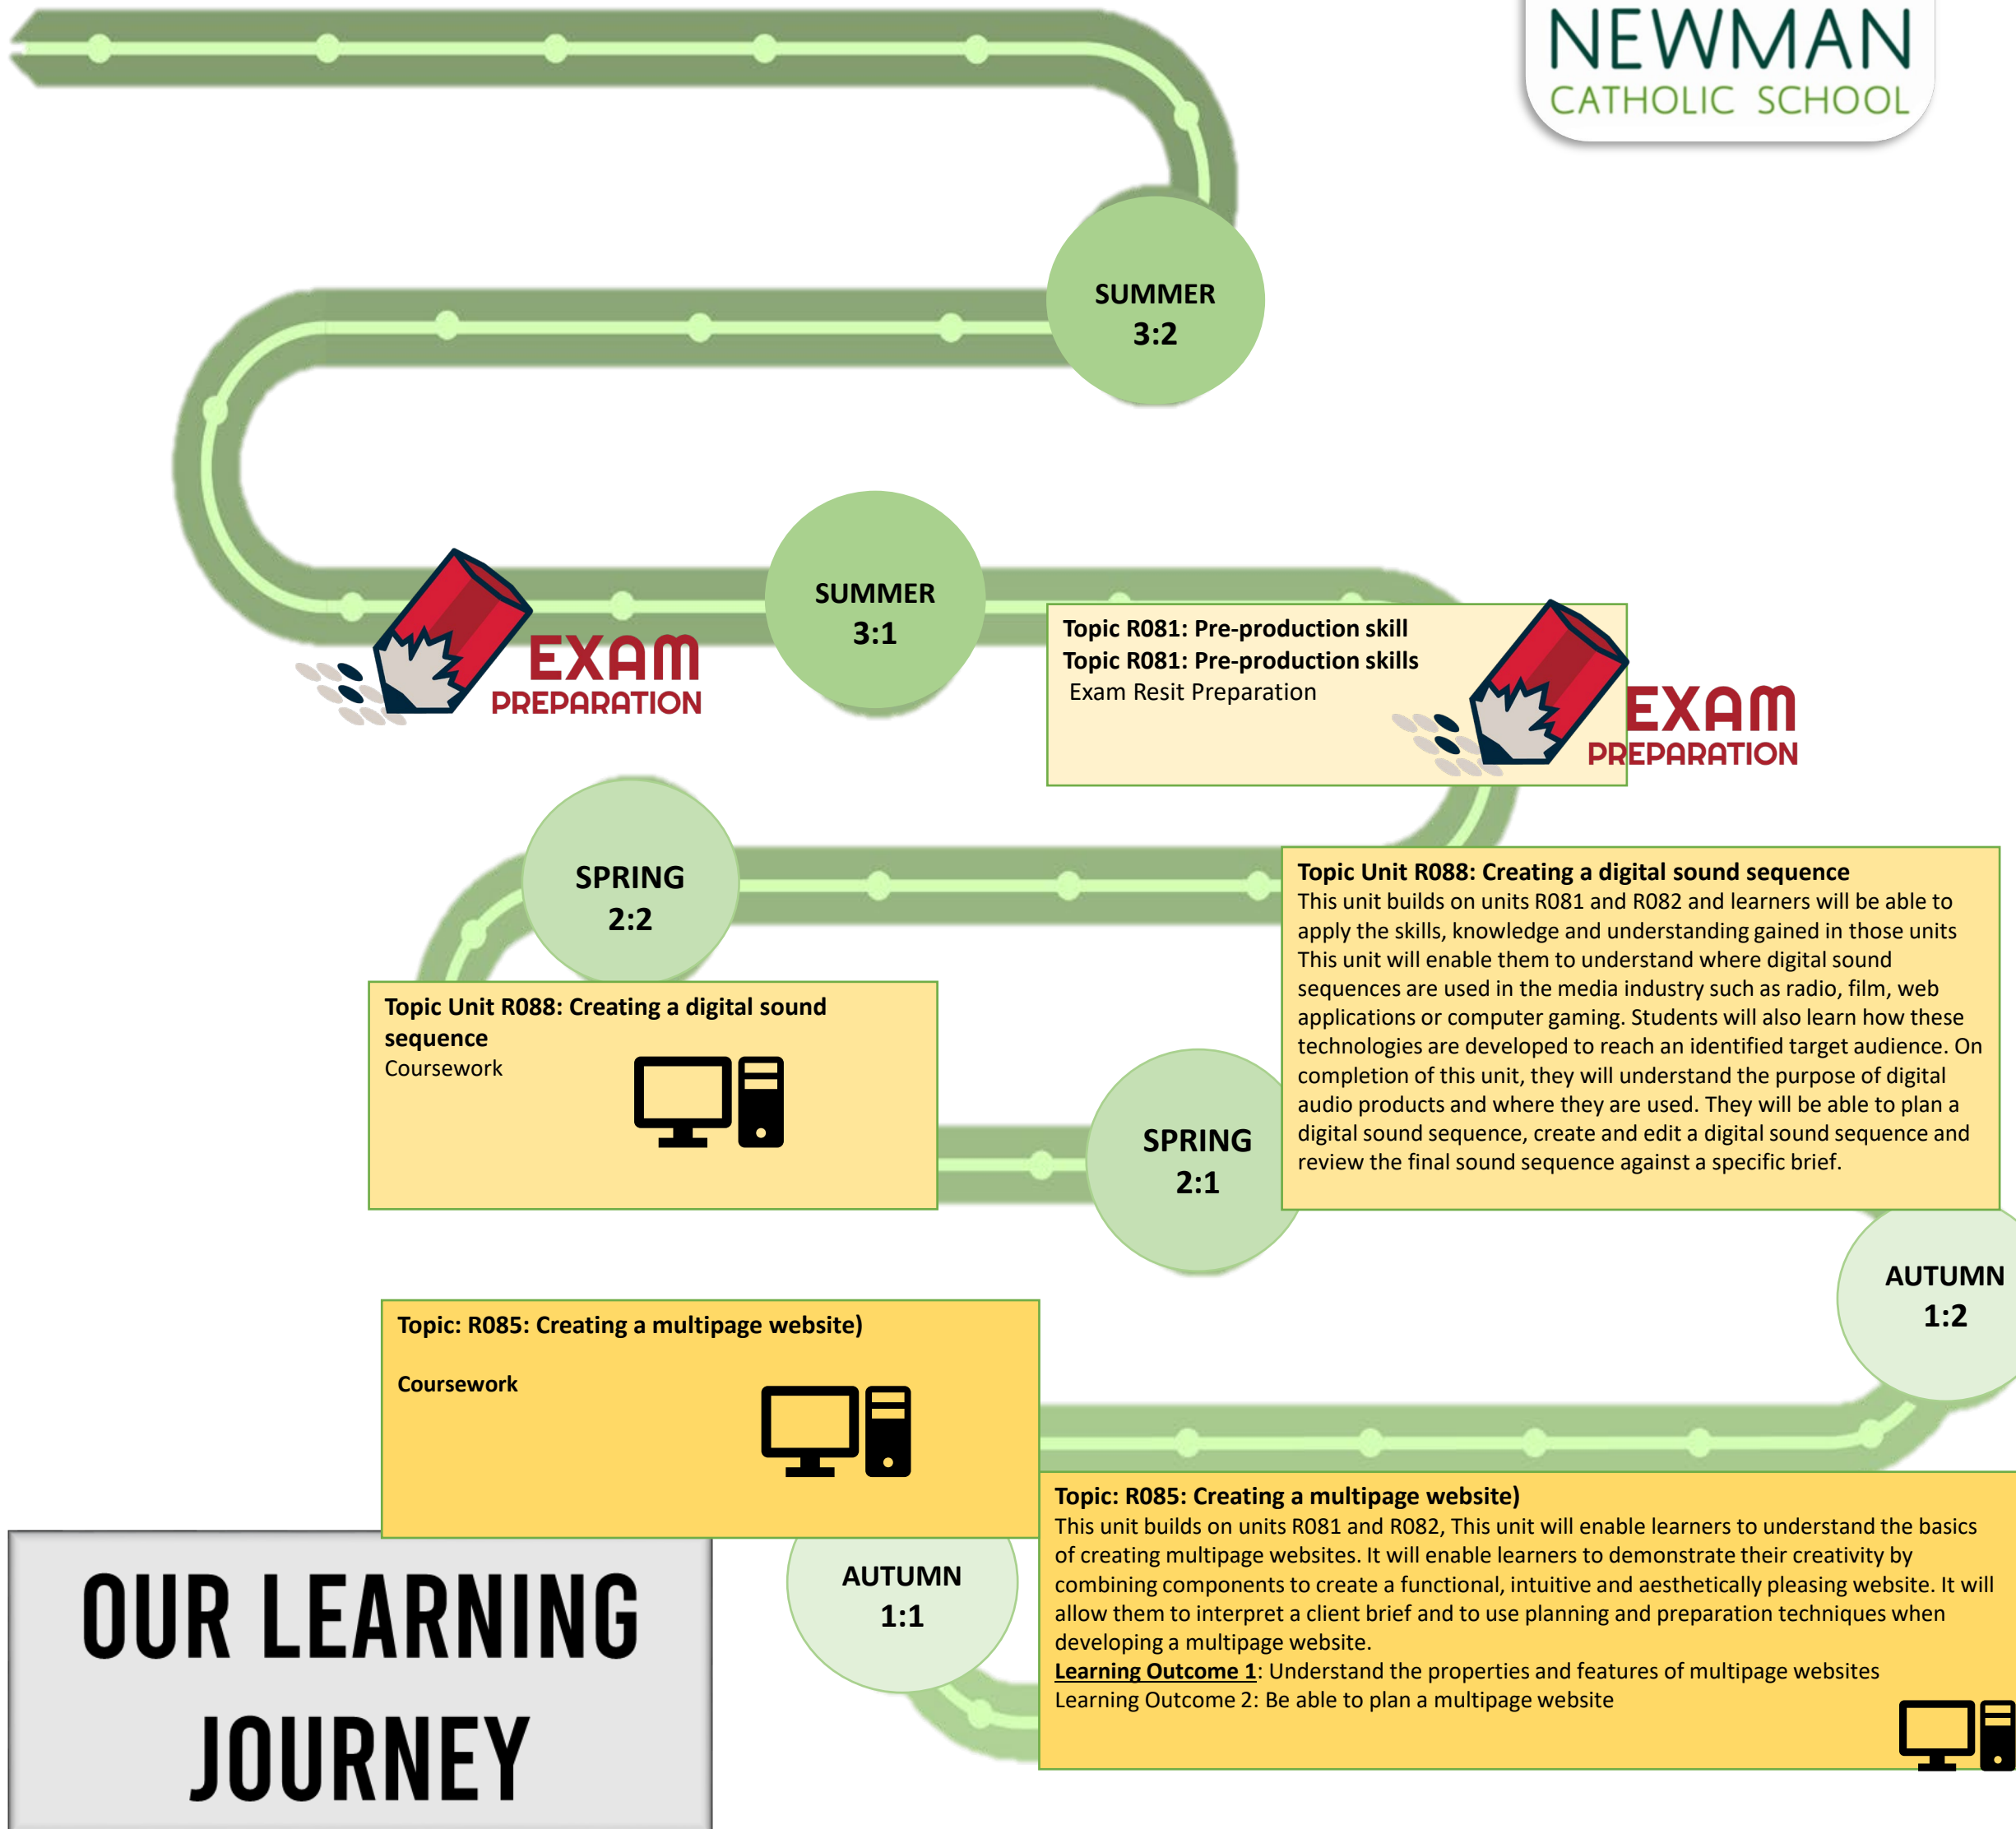 NEWMAN
CATHOLIC SCHOOL
SUMMER
3:2
SUMMER
3:1
EXAM
PREPARATION
Topic R081: Pre-production skill
Topic R081: Pre-production skills
Exam Resit Preparation
EXAM
PREPARATION
SPRING
2:2
Topic Unit R088: Creating a digital sound sequence
This unit builds on units R081 and R082 and learners will be able to
apply the skills, knowledge and understanding gained in those units
This unit will enable them to understand where digital sound
sequences are used in the media industry such as radio, film, web
applications or computer gaming. Students will also learn how these
technologies are developed to reach an identified target audience. On
completion of this unit, they will understand the purpose of digital
audio products and where they are used. They will be able to plan a
digital sound sequence, create and edit a digital sound sequence and
review the final sound sequence against a specific brief.
Topic Unit R088: Creating a digital sound
sequence
Coursework
SPRING
2:1
AUTUMN
1:2
Topic: R085: Creating a multipage website)
Coursework
Topic: R085: Creating a multipage website)
This unit builds on units R081 and R082, This unit will enable learners to understand the basics
of creating multipage websites. It will enable learners to demonstrate their creativity by
combining components to create a functional, intuitive and aesthetically pleasing website. It will
allow them to interpret a client brief and to use planning and preparation techniques when
developing a multipage website.
Learning Outcome 1: Understand the properties and features of multipage websites
Learning Outcome 2: Be able to plan a multipage website
AUTUMN
1:1
OUR LEARNING
JOURNEY